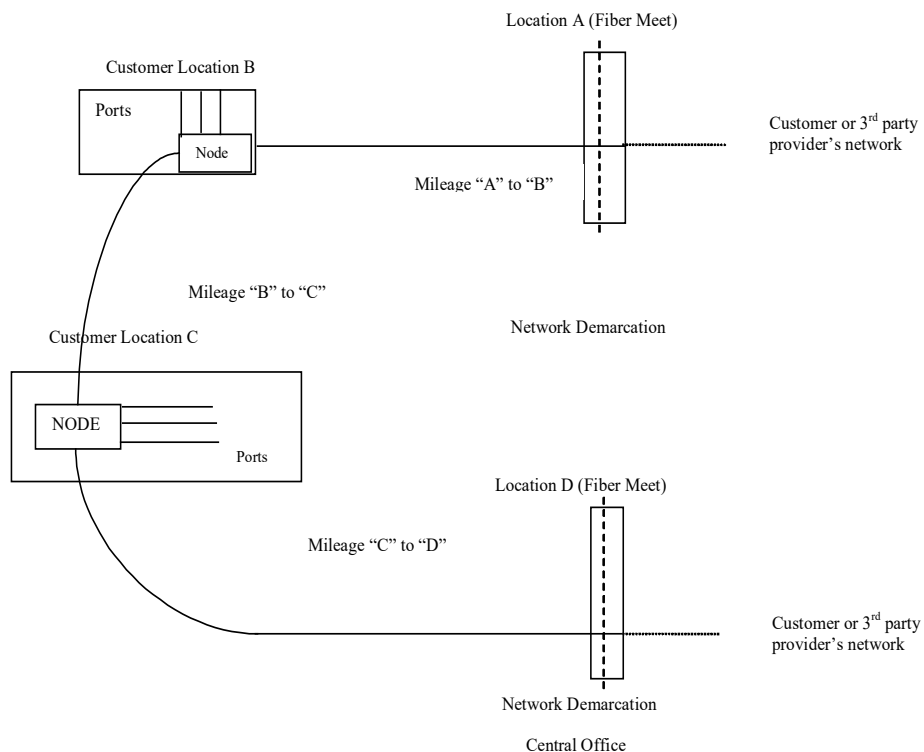 Location A (Fiber Meet)
Customer Location B
Ports
Node
Customer or 3rd party
provider's network
Mileage “A” to “B”
Mileage “B” to “C”
Network Demarcation
Customer Location C
NODE
Ports
Location D (Fiber Meet)
Mileage “C” to “D”
Customer or 3rd party
provider's network
Network Demarcation
Central Office